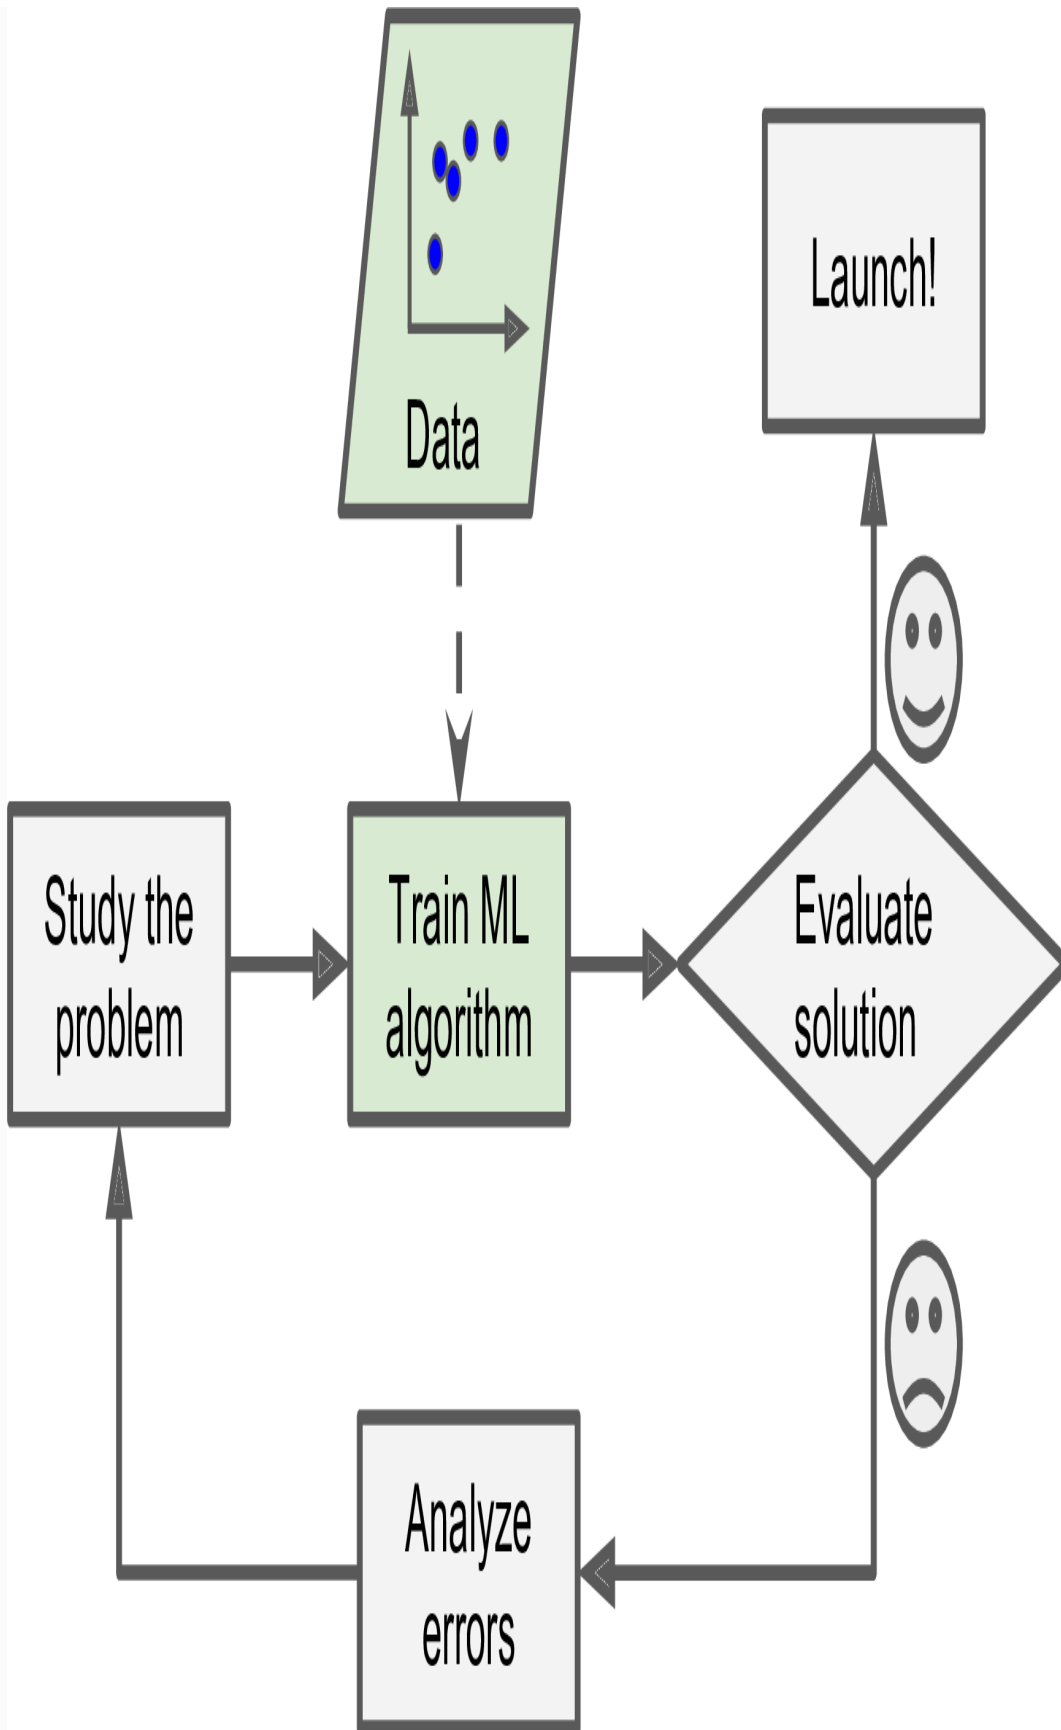 Data
Launch!
Study the
problem
Train ML
algorithm
Evaluate
solution
Analyze
errors